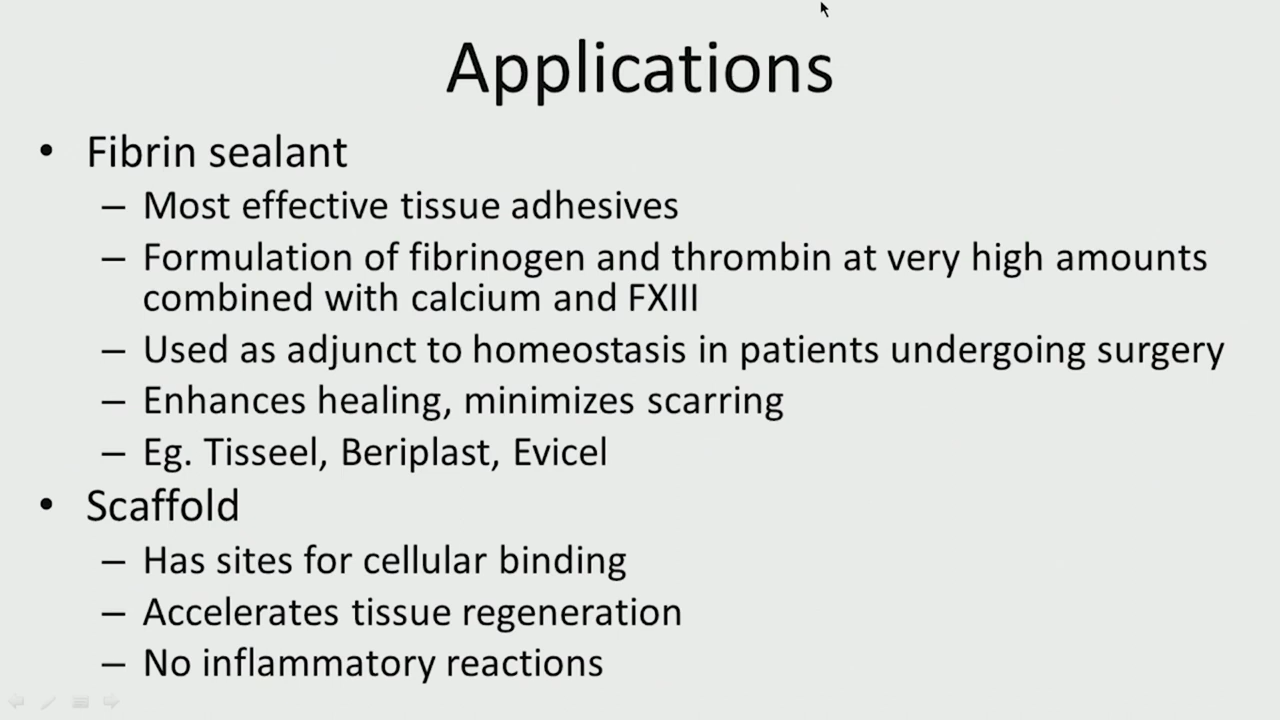 Applications
• Fibrin sealant
– Most effective tissue adhesives
– Formulation of fibrinogen and thrombin at very high amounts
combined with calcium and FXIII
– Used as adjunct to homeostasis in patients undergoing surgery
– Enhances healing, minimizes scarring
– Eg. Tisseel, Beriplast, Evicel
• Scaffold
– Has sites for cellular binding
– Accelerates tissue regeneration
– No inflammatory reactions